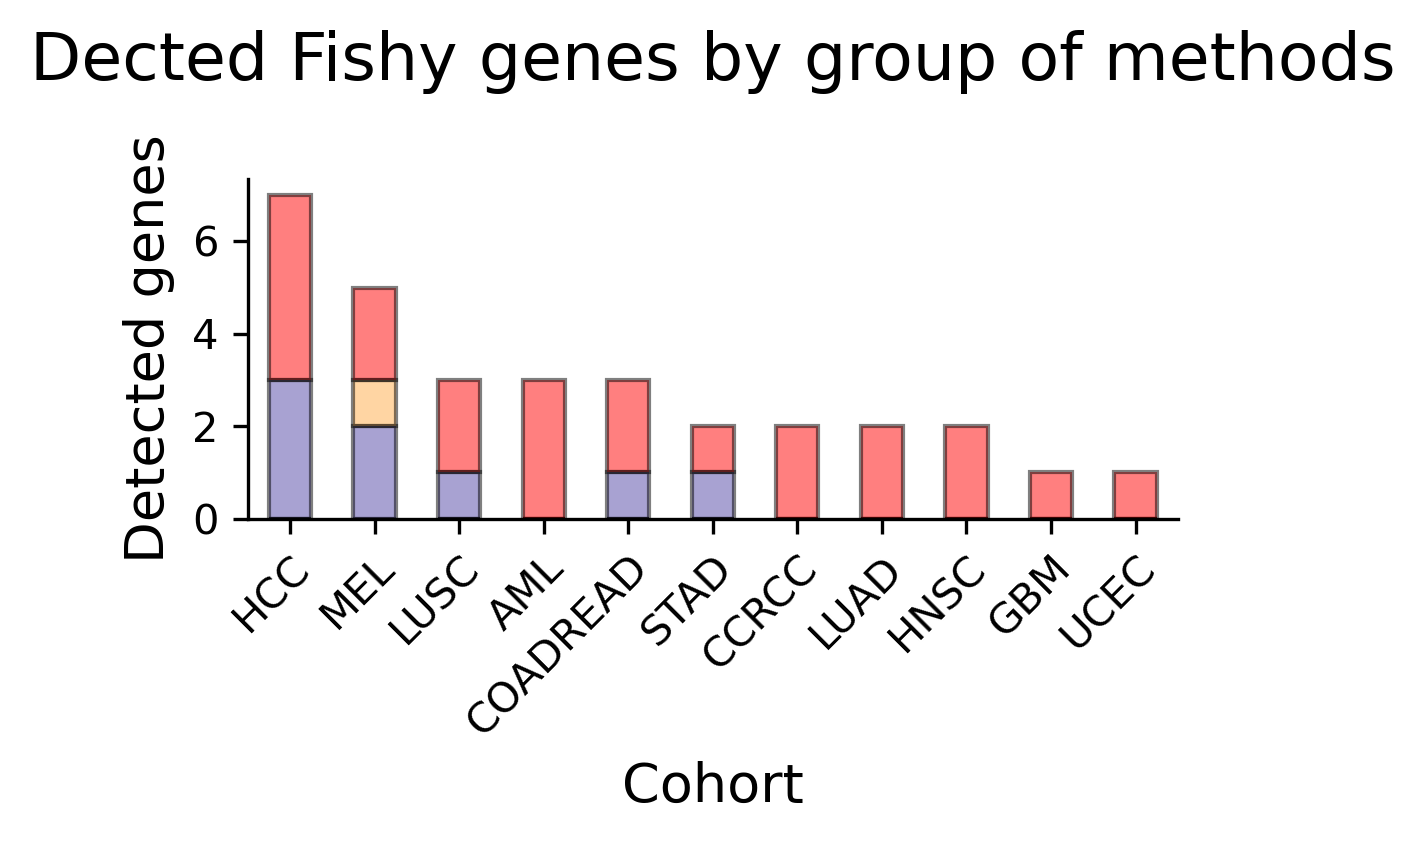 Dected Fishy genes by group of methods
Detected genes
6
4
2
0
HCC
MEL
LUSC
AML
COADREAD
STAD
CCRCC
LUAD
HNSC
GBM
UCEC
Cohort